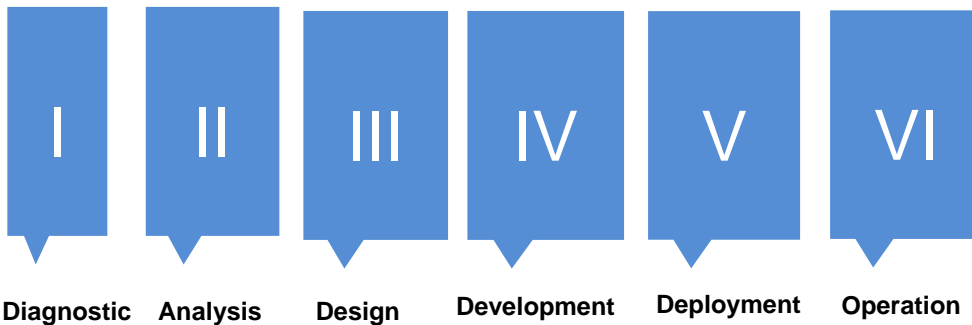 I II III IV V VI
Diagnostic Analysis Design Development Deployment Operation